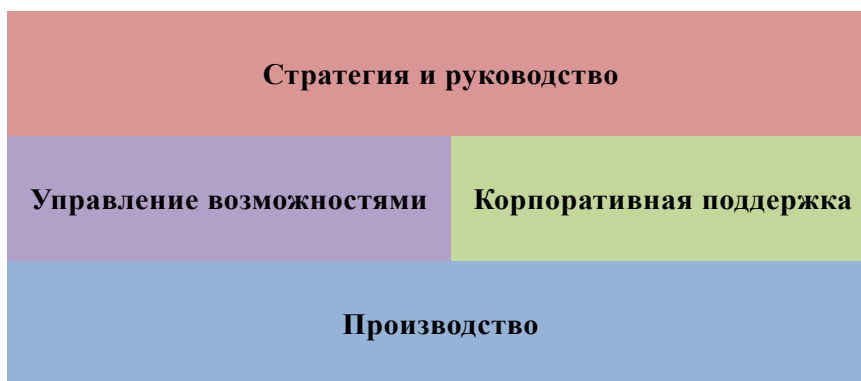 Стратегия и руководство
Управление возможностями
Корпоративная поддержка
Производство